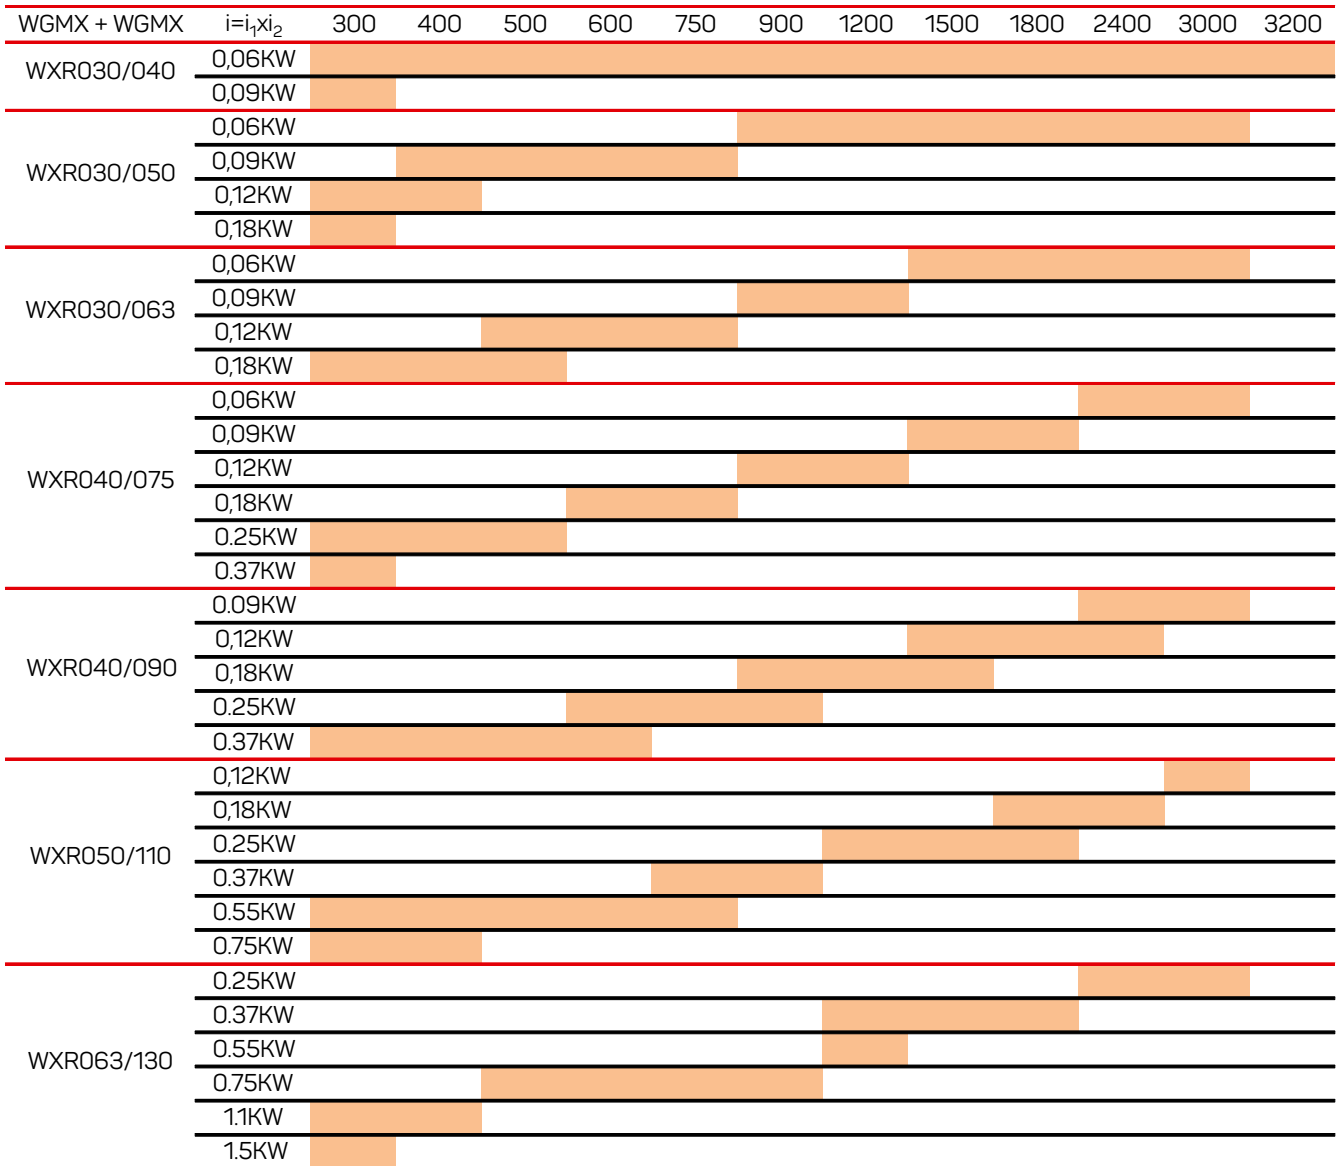 WGMX + WGMX i=i₁xi₂ 300 400 500 600 750 900 1200 1500 1800 2400 3000 3200
WXR030/040
0,06KW
0,09KW
WXR030/050
0,06KW
0,09KW
0,12KW
0,18KW
WXR030/063
0,06KW
0,09KW
0,12KW
0,18KW
WXR040/075
0,06KW
0,09KW
0,12KW
0,18KW
0.25KW
0.37KW
WXR040/090
0.09KW
0,12KW
0,18KW
0.25KW
0.37KW
WXR050/110
0,12KW
0,18KW
0.25KW
0.37KW
0.55KW
0.75KW
WXR063/130
0.25KW
0.37KW
0.55KW
0.75KW
1.1KW
1.5KW